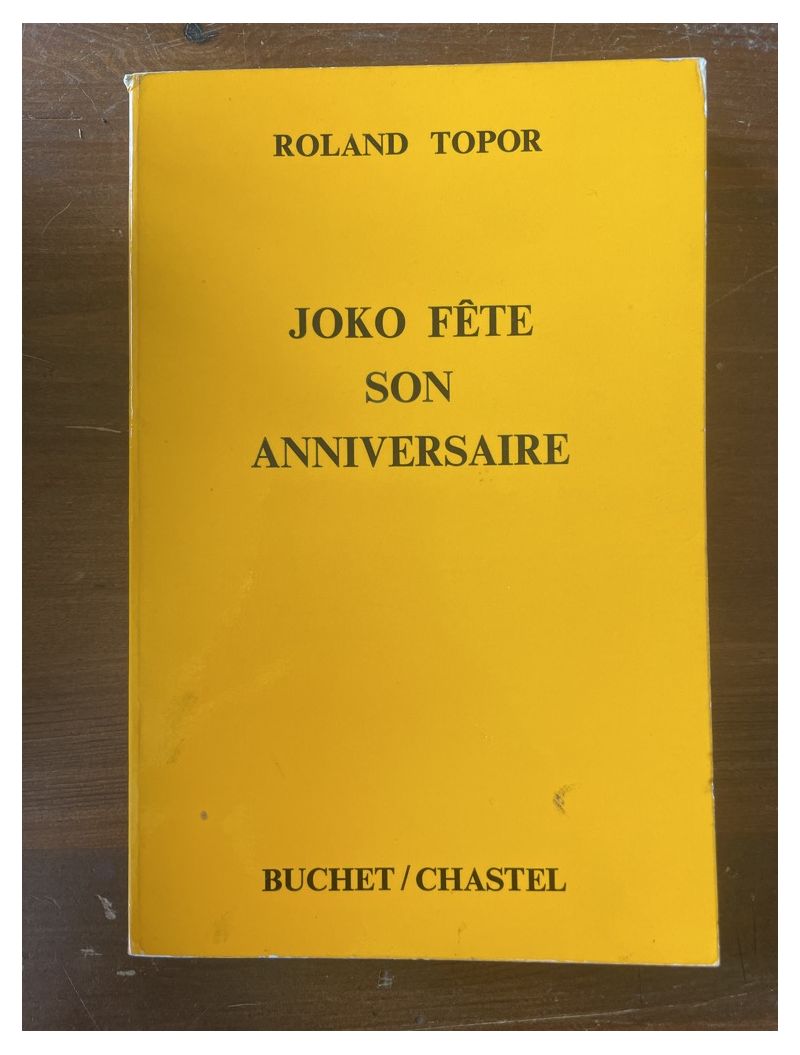 ROLAND TOPOR
JOKO FÊTE
SON
ANNIVERSAIRE
BUCHET/CHASTEL